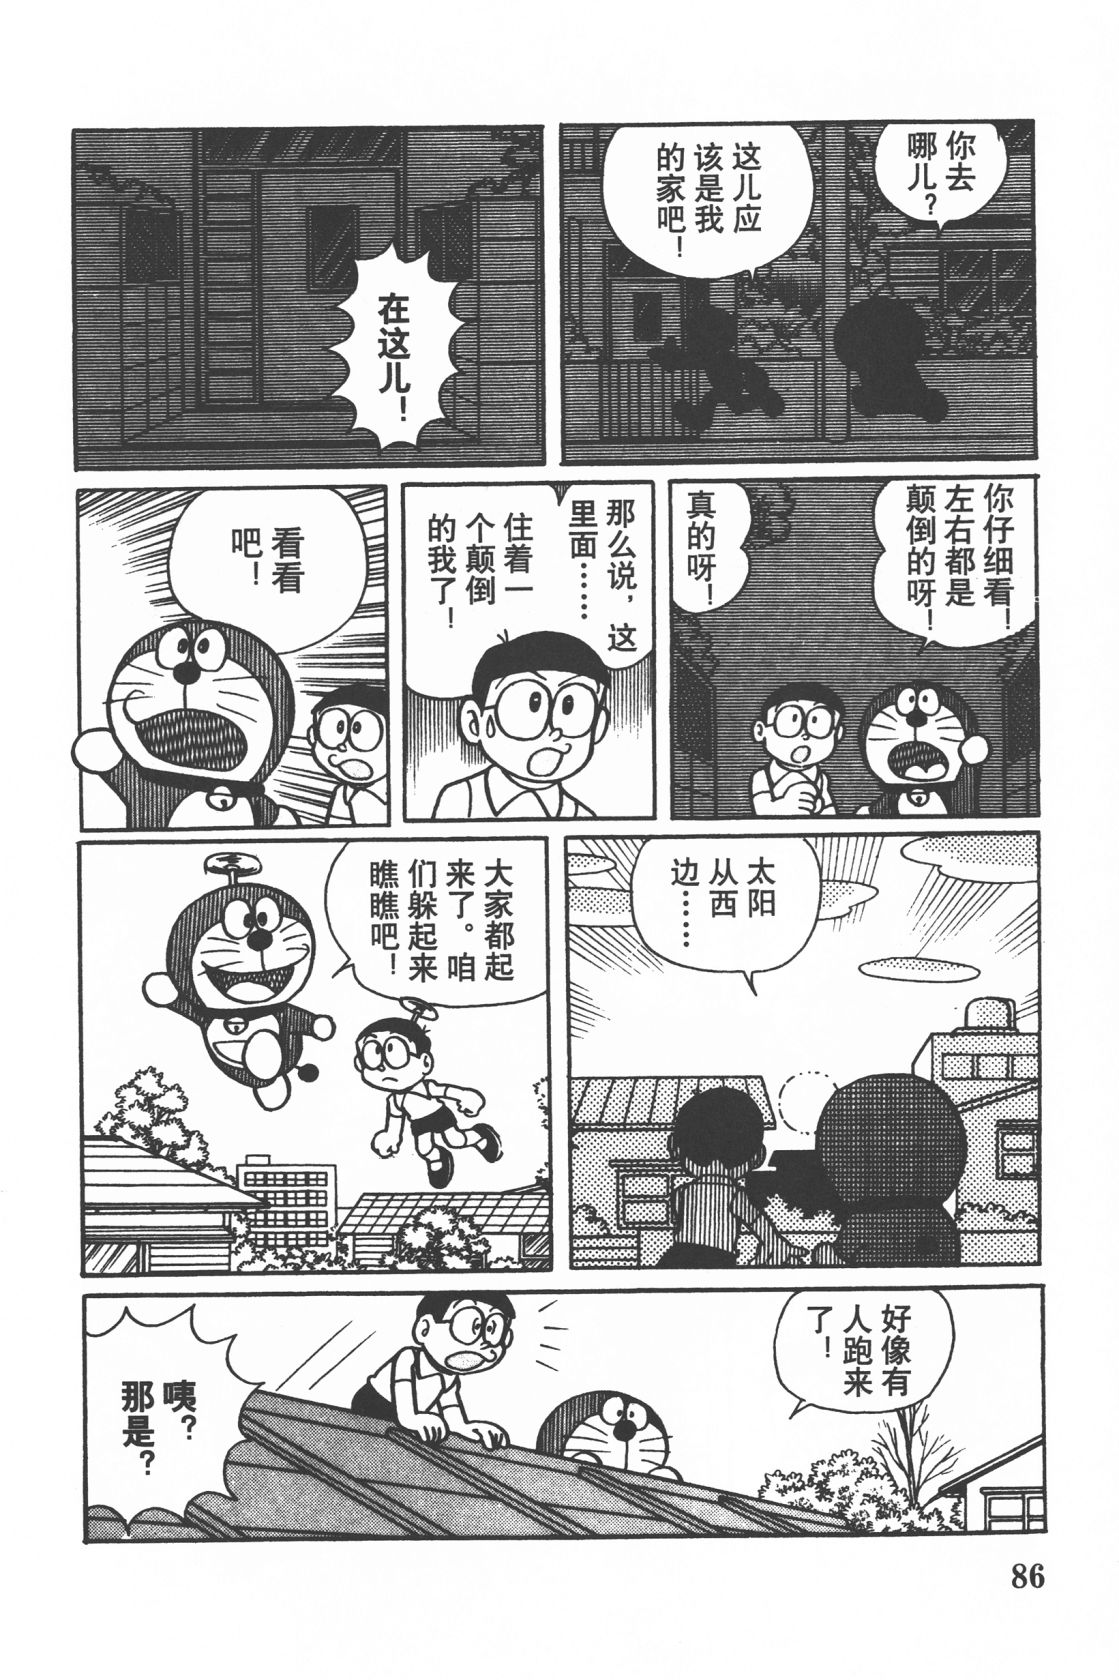 你去
哪儿？
这儿应
该是我
的家吧！
在这儿！
你仔细看！
左右都是
颠倒的呀！
真的呀！
那么说，这
里面……
住着一
个颠倒
的我了！
看看
吧！
太阳
从西
边……
大家都起
来了。咱
们躲起来
瞧瞧吧！
好像有
人跑来
了！
咦？
那是？
86